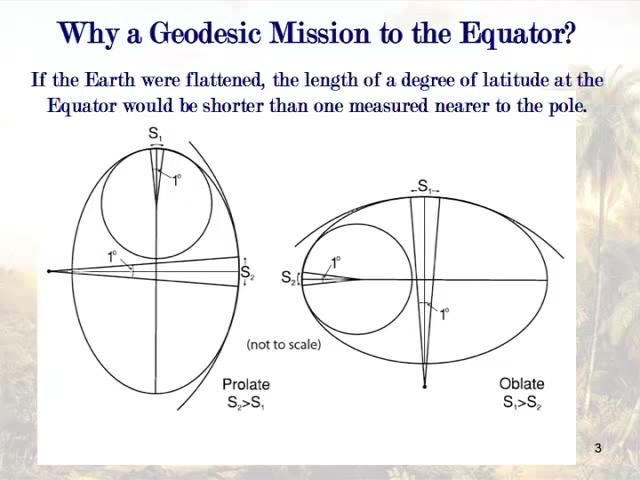 Why a Geodesic Mission to the Equator?
If the Earth were flattened, the length of a degree of latitude at the
Equator would be shorter than one measured nearer to the pole.
S₁
1°
1°
S₂
(not to scale)
Prolate
S₂>S₁
S₁
S₂
1°
1°
Oblate
S₁>S₂
3